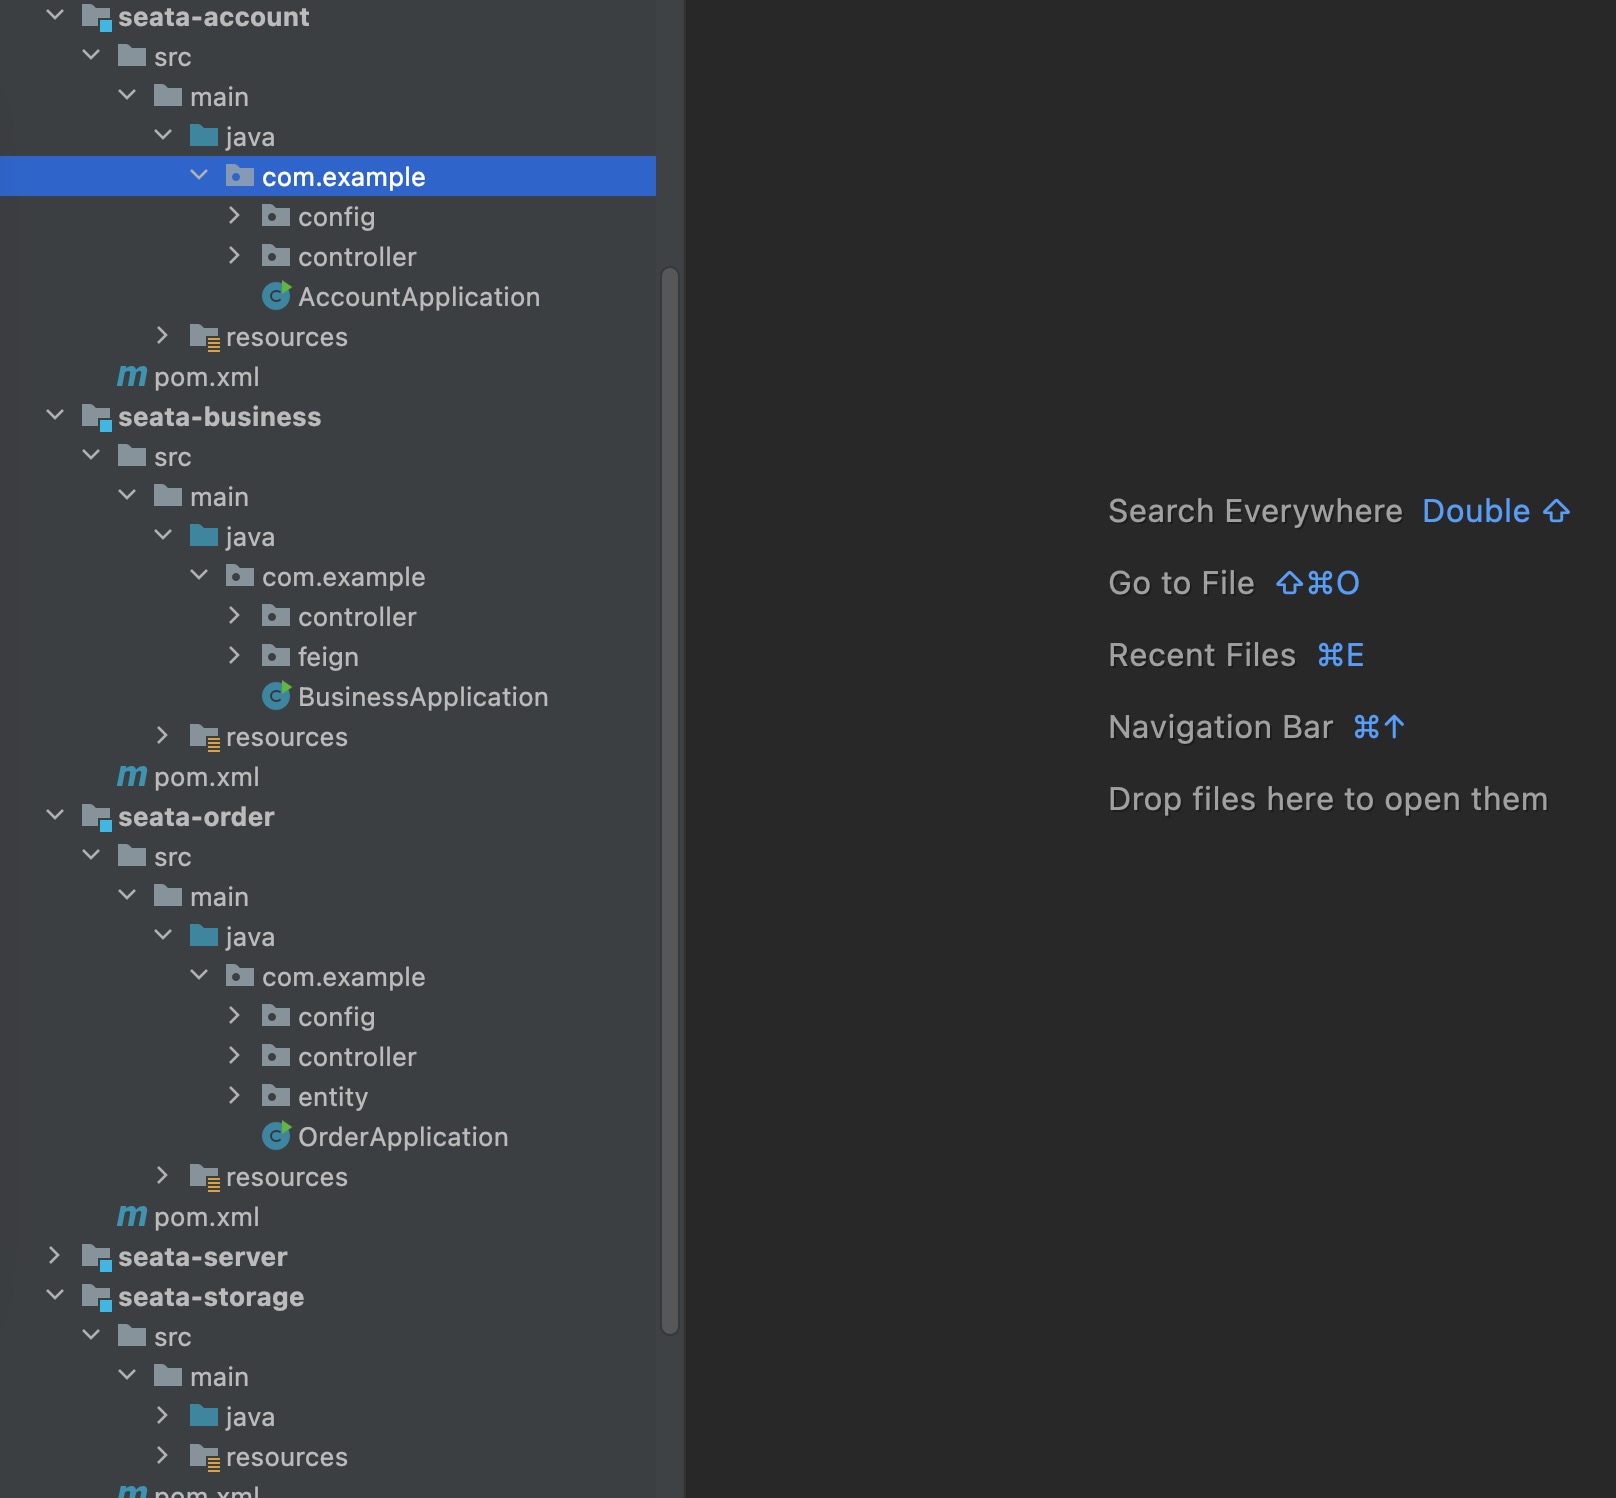 seata-account
src
main
java
com.example
config
controller
AccountApplication
resources
pom.xml
seata-business
src
main
java
com.example
controller
feign
BusinessApplication
resources
pom.xml
seata-order
src
main
java
com.example
config
controller
entity
OrderApplication
resources
pom.xml
seata-server
seata-storage
src
main
java
resources
pom.xml
Search Everywhere Double ⇧
Go to File ⇧⌘O
Recent Files ⌘E
Navigation Bar ⌘↑
Drop files here to open them